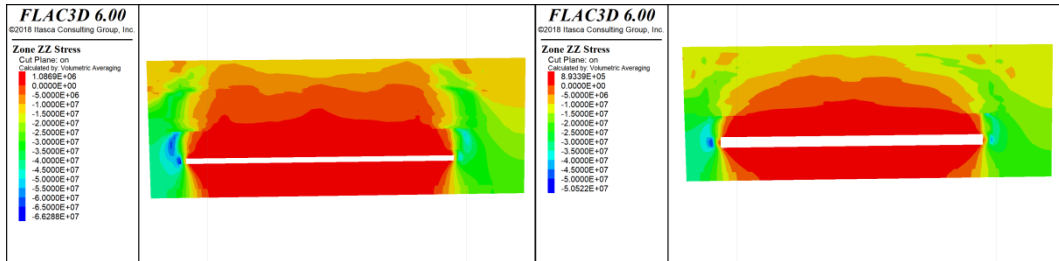 FLAC3D 6.00
©2018 Itasca Consulting Group, Inc.
Zone ZZ Stress
Cut Plane: on
Calculated by: Volumetric Averaging
1.0869E+06
0.0000E+00
-5.0000E+06
-1.0000E+07
-1.5000E+07
-2.0000E+07
-2.5000E+07
-3.0000E+07
-3.5000E+07
-4.0000E+07
-4.5000E+07
-5.0000E+07
-5.5000E+07
-6.0000E+07
-6.5000E+07
-6.6288E+07
FLAC3D 6.00
©2018 Itasca Consulting Group, Inc.
Zone ZZ Stress
Cut Plane: on
Calculated by: Volumetric Averaging
8.9339E+05
0.0000E+00
-5.0000E+06
-1.0000E+07
-1.5000E+07
-2.0000E+07
-2.5000E+07
-3.0000E+07
-3.5000E+07
-4.0000E+07
-4.5000E+07
-5.0000E+07
-5.0522E+07